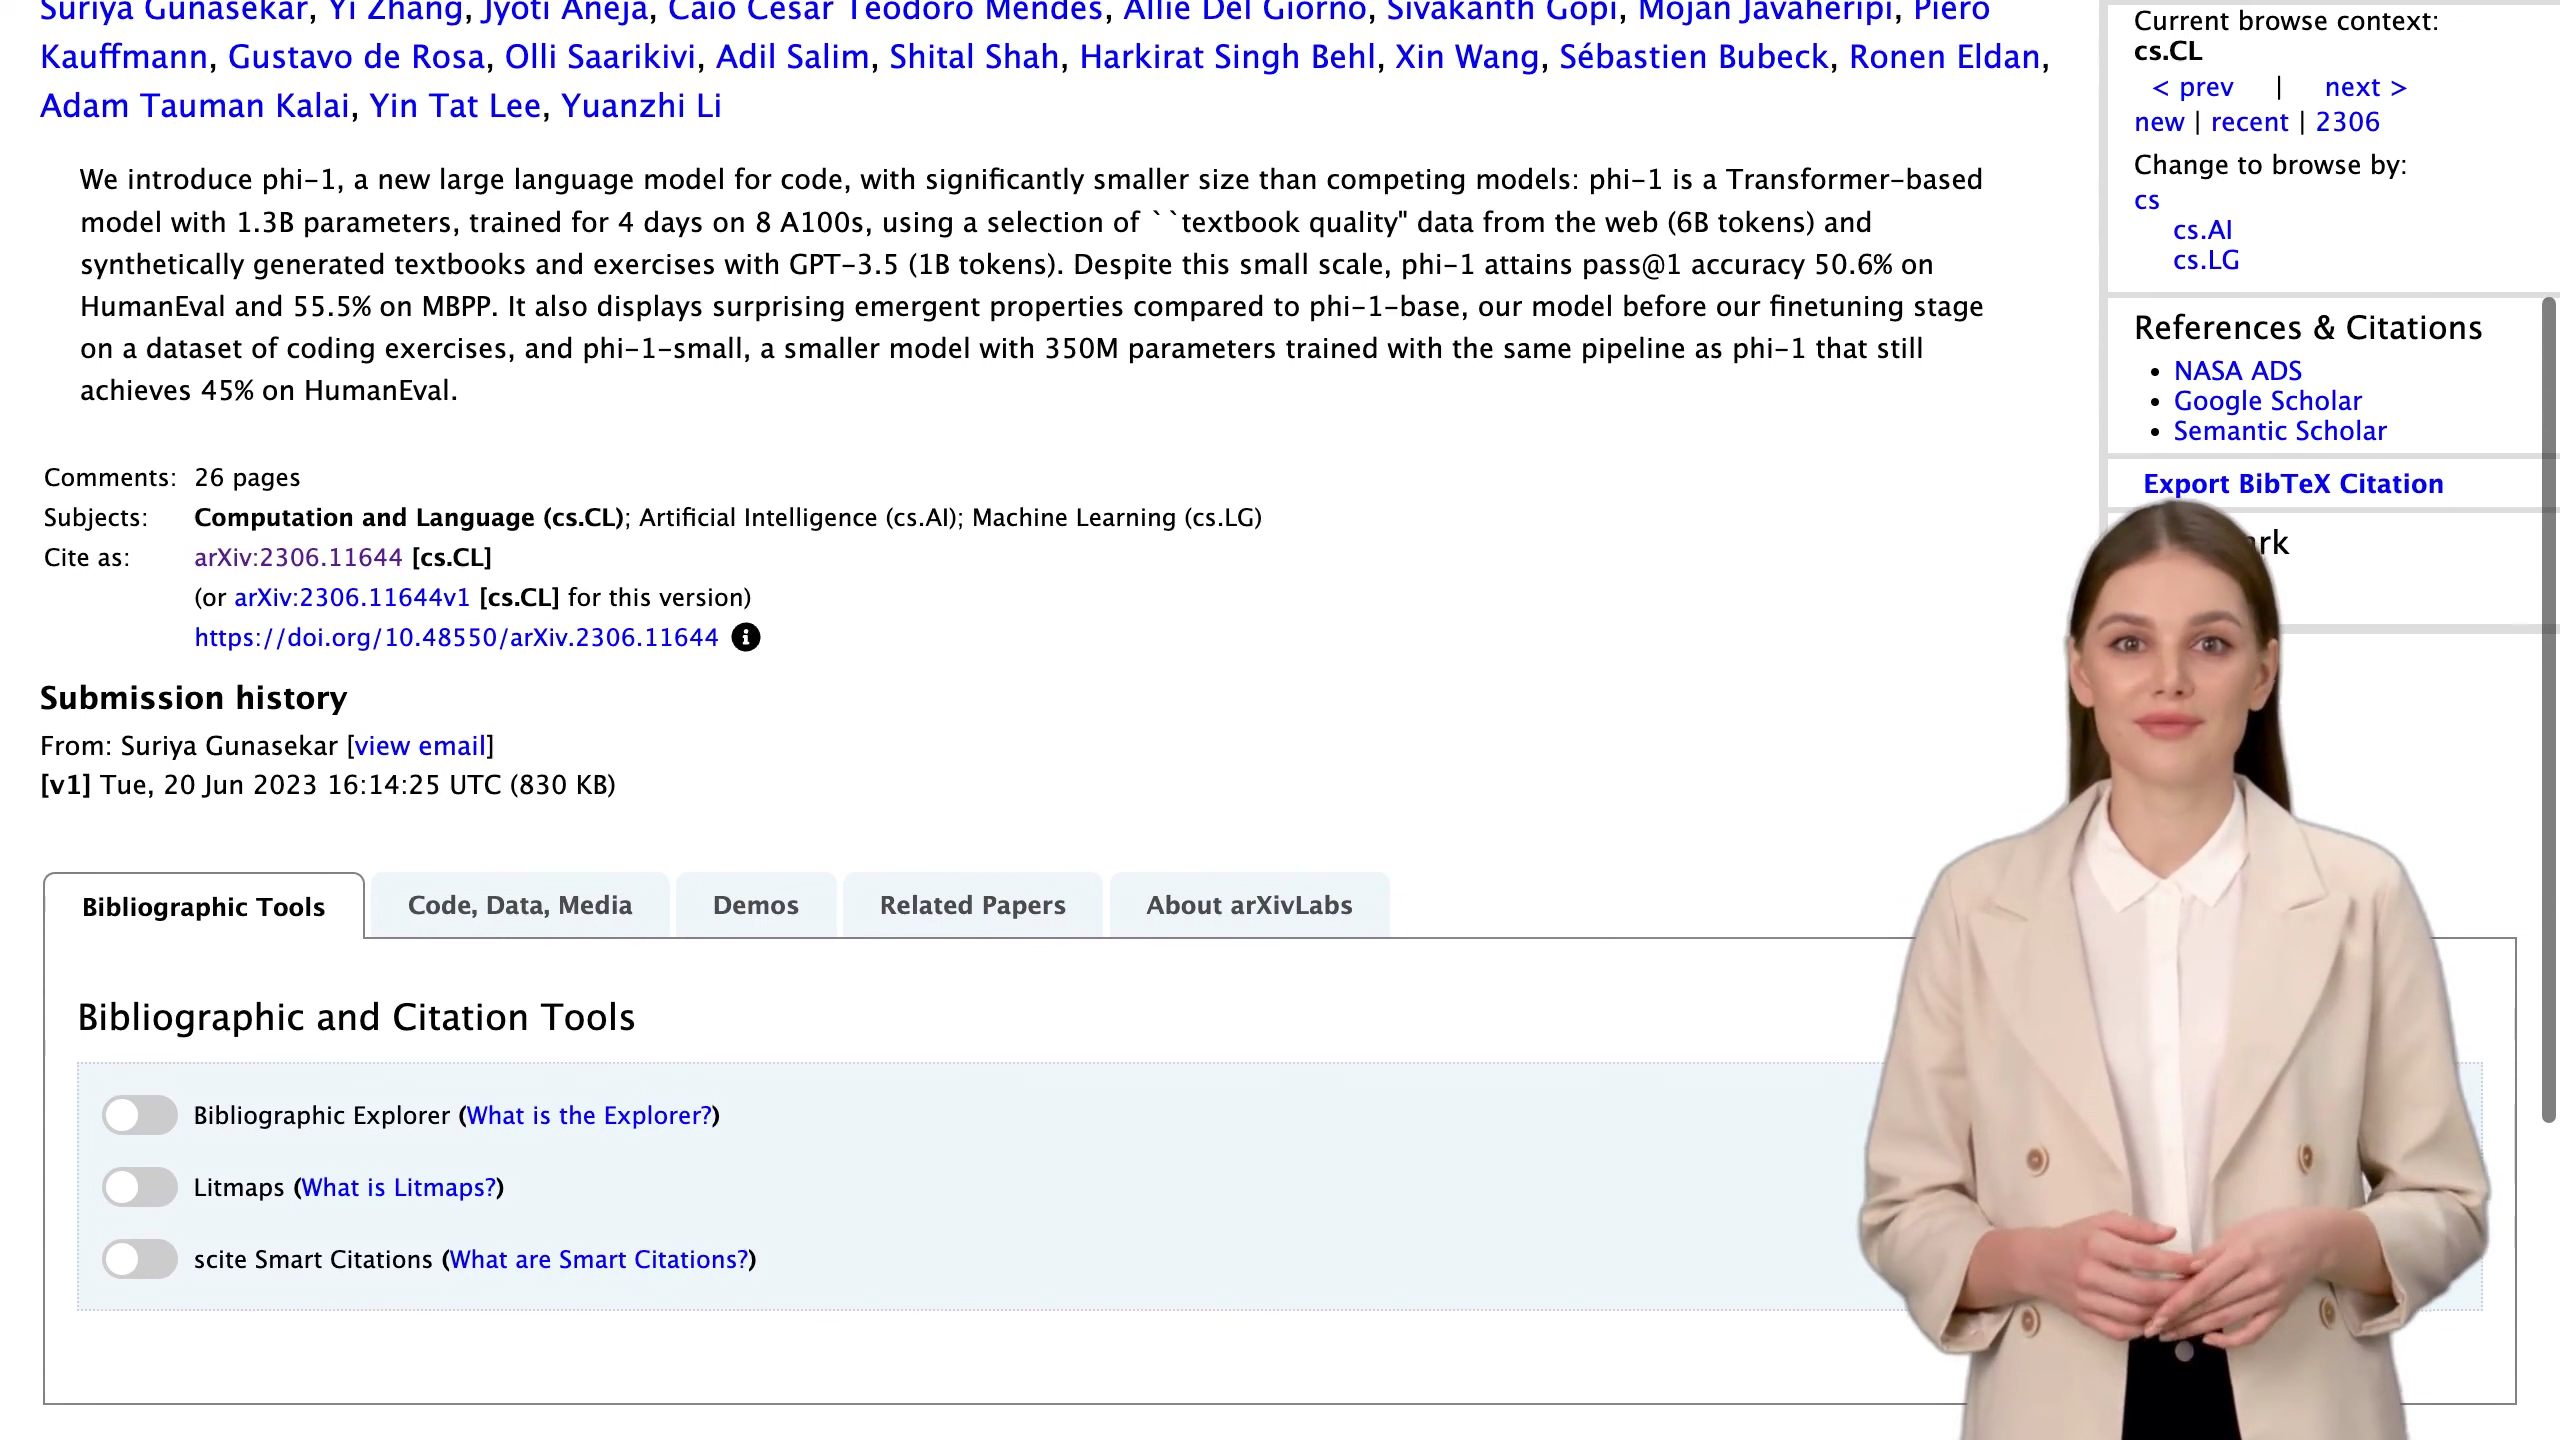 Suriya Gunasekar, Yi Zhang, Jyoti Aneja, Caio César Teodoro Mendes, Allie Del Giorno, Sivakanth Gopi, Mojan Javaheripi, Piero
Kauffmann, Gustavo de Rosa, Olli Saarikivi, Adil Salim, Shital Shah, Harkirat Singh Behl, Xin Wang, Sébastien Bubeck, Ronen Eldan,
Adam Tauman Kalai, Yin Tat Lee, Yuanzhi Li
We introduce phi-1, a new large language model for code, with significantly smaller size than competing models: phi-1 is a Transformer-based
model with 1.3B parameters, trained for 4 days on 8 A100s, using a selection of ``textbook quality" data from the web (6B tokens) and
synthetically generated textbooks and exercises with GPT-3.5 (1B tokens). Despite this small scale, phi-1 attains pass@1 accuracy 50.6% on
HumanEval and 55.5% on MBPP. It also displays surprising emergent properties compared to phi-1-base, our model before our finetuning stage
on a dataset of coding exercises, and phi-1-small, a smaller model with 350M parameters trained with the same pipeline as phi-1 that still
achieves 45% on HumanEval.
Comments: 26 pages
Subjects: Computation and Language (cs.CL); Artificial Intelligence (cs.AI); Machine Learning (cs.LG)
Cite as: arXiv:2306.11644 [cs.CL]
(or arXiv:2306.11644v1 [cs.CL] for this version)
https://doi.org/10.48550/arXiv.2306.11644
Submission history
From: Suriya Gunasekar [view email]
[v1] Tue, 20 Jun 2023 16:14:25 UTC (830 KB)
Bibliographic Tools
Code, Data, Media
Demos
Related Papers
About arXivLabs
Bibliographic and Citation Tools
Bibliographic Explorer (What is the Explorer?)
Litmaps (What is Litmaps?)
scite Smart Citations (What are Smart Citations?)
Current browse context:
cs.CL
< prev | next >
new | recent | 2306
Change to browse by:
cs
cs.AI
cs.LG
References & Citations
• NASA ADS
• Google Scholar
• Semantic Scholar
Export BibTeX Citation